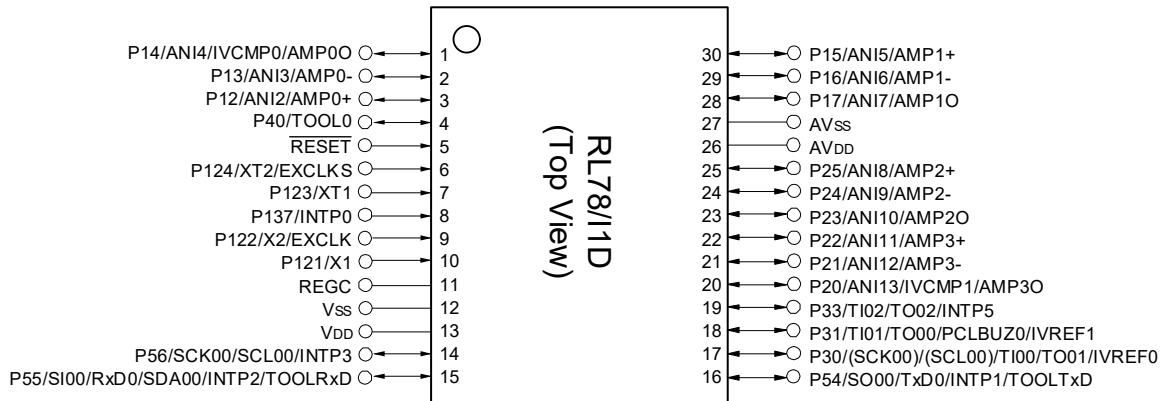 P14/ANI4/IVCMP0/AMP0O 1
P13/ANI3/AMP0- 2
P12/ANI2/AMP0+ 3
P40/TOOL0 4
RESET 5
P124/XT2/EXCLKS 6
P123/XT1 7
P137/INTP0 8
P122/X2/EXCLK 9
P121/X1 10
REGC 11
VSS 12
VDD 13
P56/SCK00/SCL00/INTP3 14
P55/SI00/RxD0/SDA00/INTP2/TOOLRxD 15
RL78/I1D
(Top View)
30 P15/ANI5/AMP1+
29 P16/ANI6/AMP1-
28 P17/ANI7/AMP1O
27 AVSS
26 AVDD
25 P25/ANI8/AMP2+
24 P24/ANI9/AMP2-
23 P23/ANI10/AMP2O
22 P22/ANI11/AMP3+
21 P21/ANI12/AMP3-
20 P20/ANI13/IVCMP1/AMP3O
19 P33/TI02/TO02/INTP5
18 P31/TI01/TO00/PCLBUZ0/IVREF1
17 P30/(SCK00)/(SCL00)/TI00/TO01/IVREF0
16 P54/SO00/TxD0/INTP1/TOOLTxD